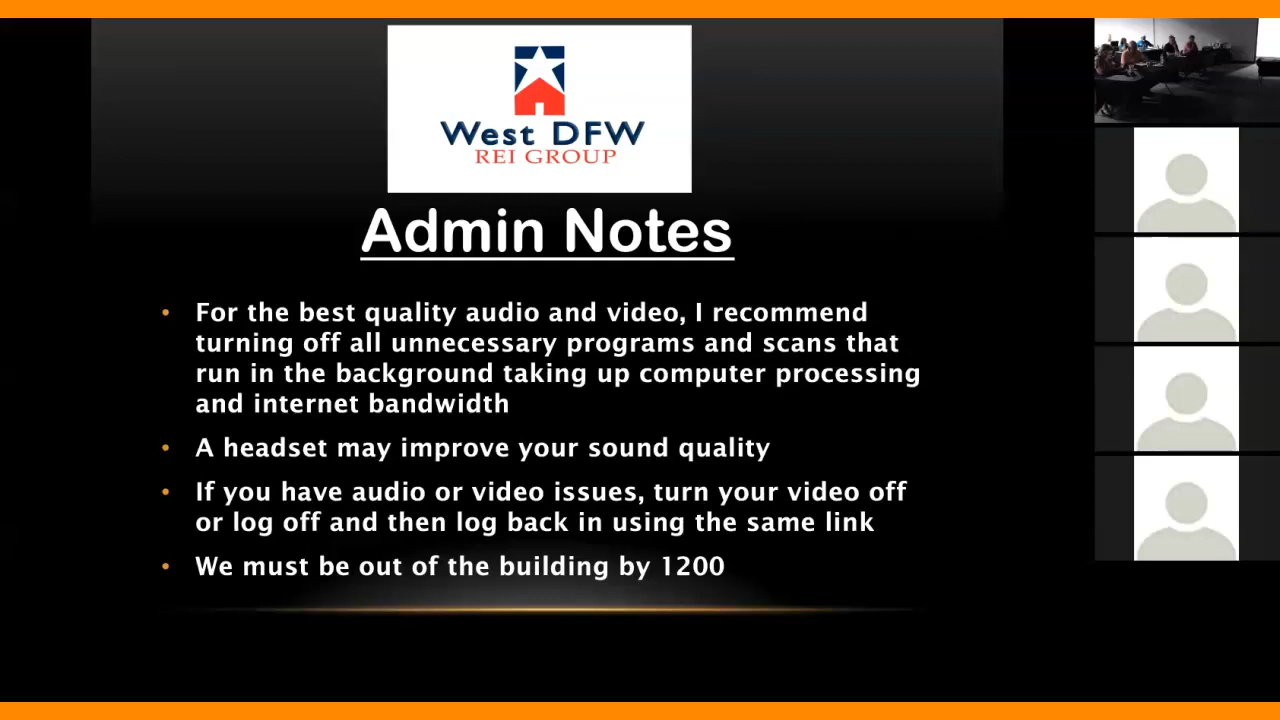 West DFW
REI GROUP
Admin Notes
• For the best quality audio and video, I recommend
turning off all unnecessary programs and scans that
run in the background taking up computer processing
and internet bandwidth
• A headset may improve your sound quality
• If you have audio or video issues, turn your video off
or log off and then log back in using the same link
• We must be out of the building by 1200